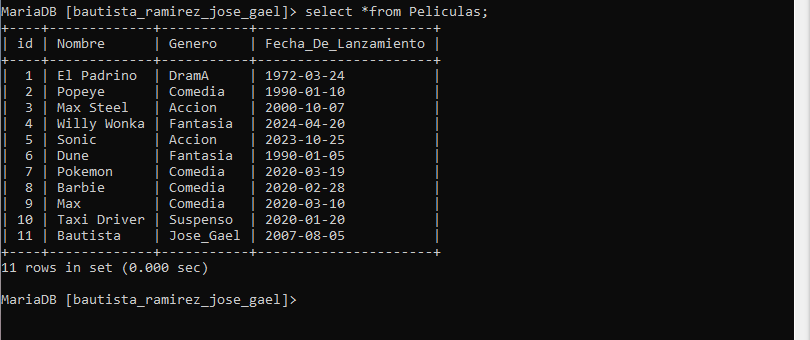 MariaDB [bautista_ramirez_jose_gael]> select *from Peliculas;
+----+-------------+-----------+----------------------+
| id | Nombre      | Genero    | Fecha_De_Lanzamiento |
+----+-------------+-----------+----------------------+
|  1 | El Padrino  | DramA     | 1972-03-24           |
|  2 | Popeye      | Comedia   | 1990-01-10           |
|  3 | Max Steel   | Accion    | 2000-10-07           |
|  4 | Willy Wonka | Fantasia  | 2024-04-20           |
|  5 | Sonic       | Accion    | 2023-10-25           |
|  6 | Dune        | Fantasia  | 1990-01-05           |
|  7 | Pokemon     | Comedia   | 2020-03-19           |
|  8 | Barbie      | Comedia   | 2020-02-28           |
|  9 | Max         | Comedia   | 2020-03-10           |
| 10 | Taxi Driver | Suspenso  | 2020-01-20           |
| 11 | Bautista    | Jose_Gael | 2007-08-05           |
+----+-------------+-----------+----------------------+
11 rows in set (0.000 sec)

MariaDB [bautista_ramirez_jose_gael]>